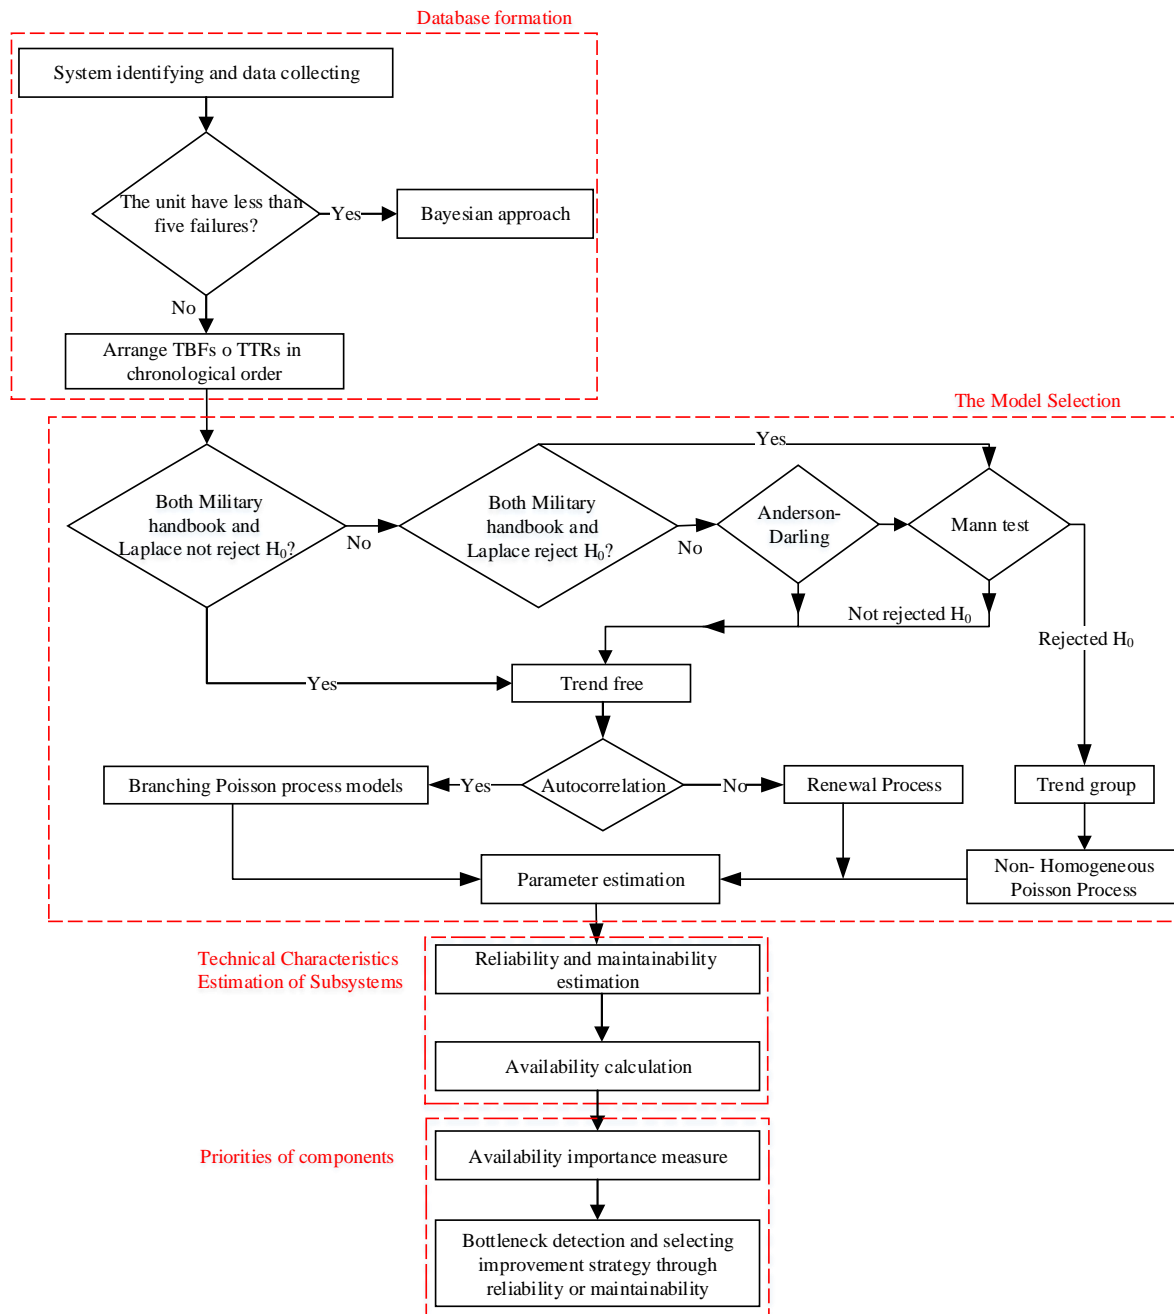 Database formation
System identifying and data collecting
The unit have less than
five failures?
Yes
Bayesian approach
No
Arrange TBFs o TTRs in
chronological order
The Model Selection
Both Military
handbook and
Laplace not reject H₀?
No
Both Military
handbook and
Laplace reject H₀?
Yes
No
Anderson-
Darling
Mann test
Not rejected H₀
Rejected H₀
Yes
Trend free
Branching Poisson process models
Yes
Autocorrelation
No
Renewal Process
Trend group
Parameter estimation
Non- Homogeneous
Poisson Process
Technical Characteristics
Estimation of Subsystems
Reliability and maintainability
estimation
Availability calculation
Priorities of components
Availability importance measure
Bottleneck detection and selecting
improvement strategy through
reliability or maintainability